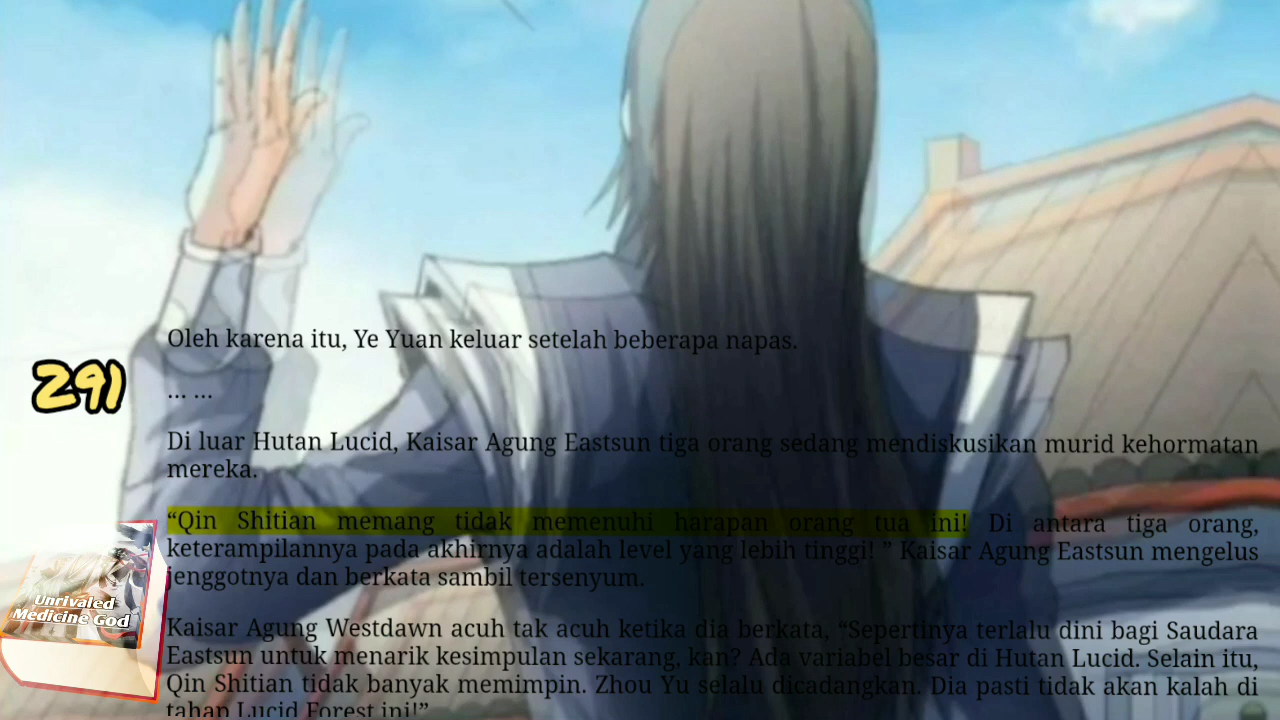 Oleh karena itu, Ye Yuan keluar setelah beberapa napas.
291
... ...
Di luar Hutan Lucid, Kaisar Agung Eastsun tiga orang sedang mendiskusikan murid kehormatan
mereka.
“Qin Shitian memang tidak memenuhi harapan orang tua ini! Di antara tiga orang,
keterampilannya pada akhirnya adalah level yang lebih tinggi! ” Kaisar Agung Eastsun mengelus
jenggotnya dan berkata sambil tersenyum.
Unrivaled
Medicine God
Kaisar Agung Westdawn acuh tak acuh ketika dia berkata, “Sepertinya terlalu dini bagi Saudara
Eastsun untuk menarik kesimpulan sekarang, kan? Ada variabel besar di Hutan Lucid. Selain itu,
Qin Shitian tidak banyak memimpin. Zhou Yu selalu dicadangkan. Dia pasti tidak akan kalah di
tahap Lucid Forest ini!”